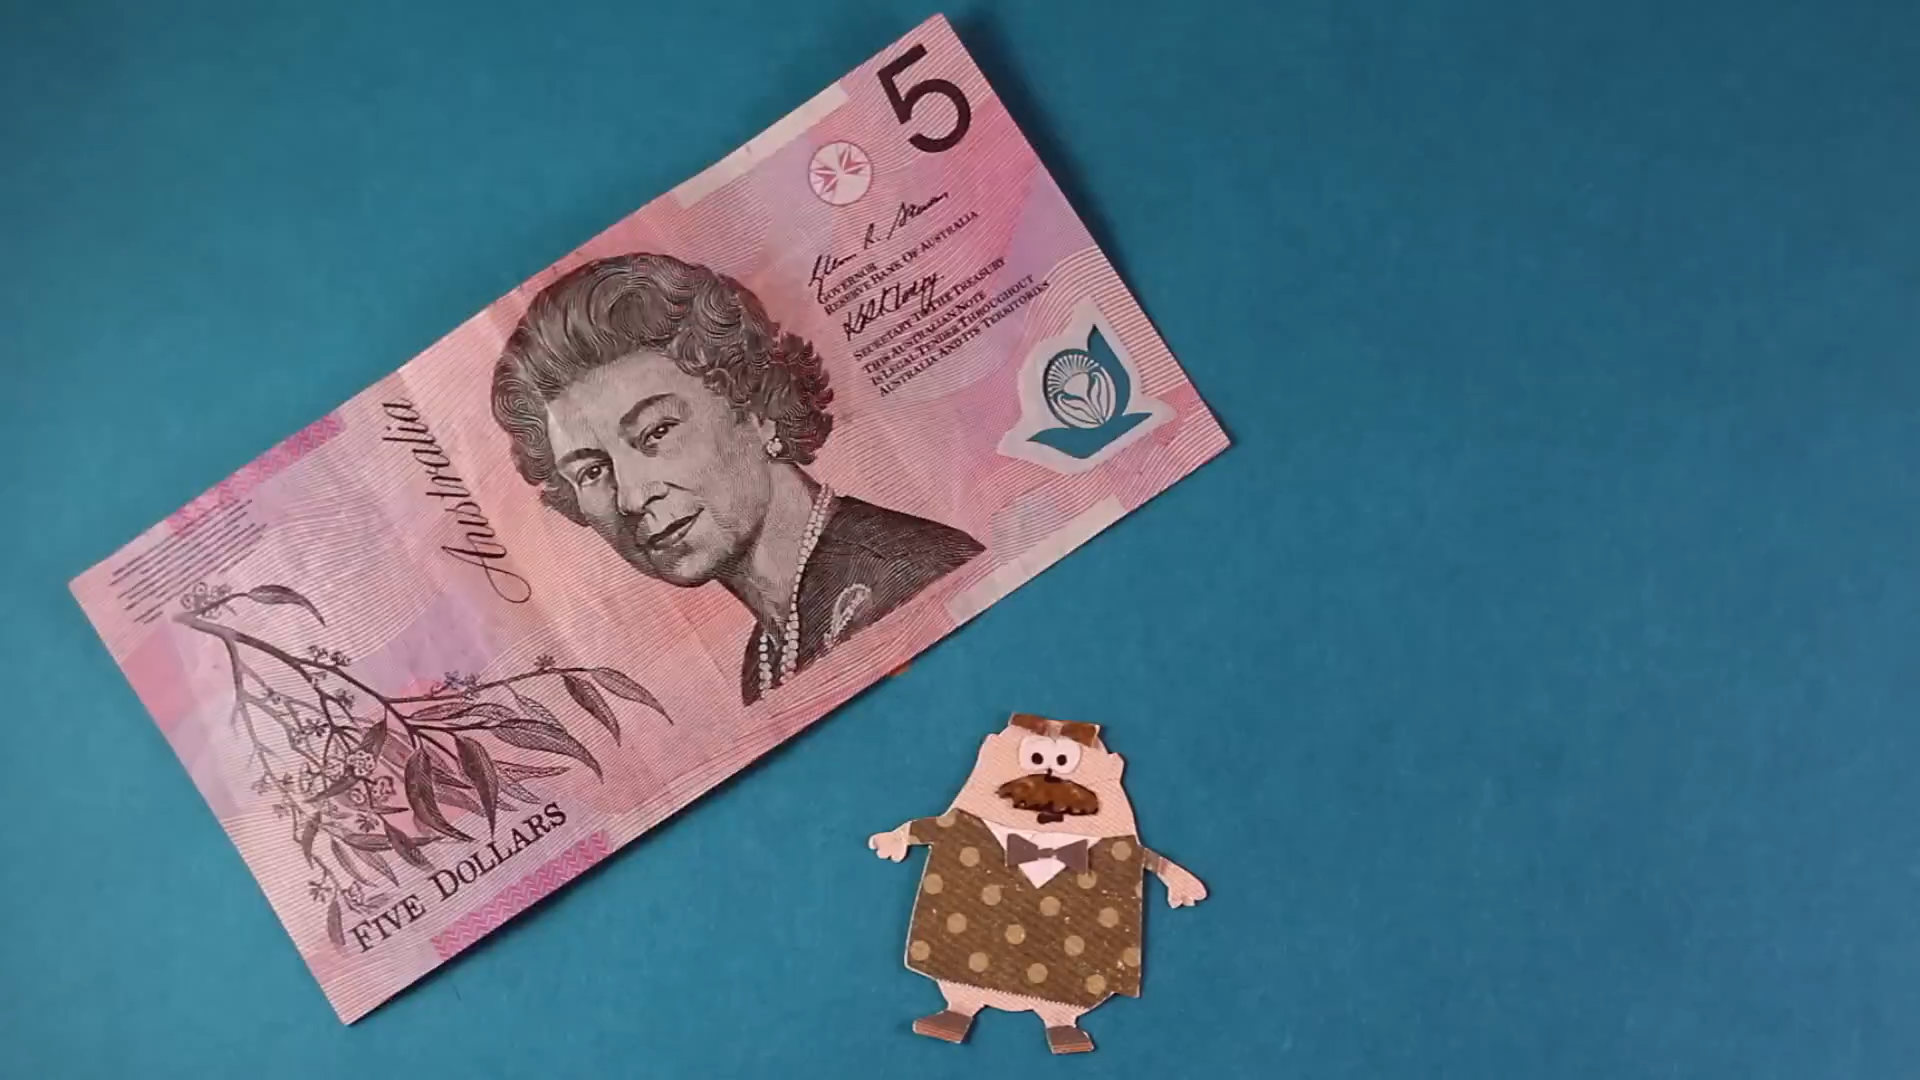 5
GOVERNOR
RESERVE BANK OF AUSTRALIA
SECRETARY TO THE TREASURY
THIS AUSTRALIAN NOTE
IS LEGAL TENDER THROUGHOUT
AUSTRALIA AND ITS TERRITORIES
Australia
FIVE DOLLARS